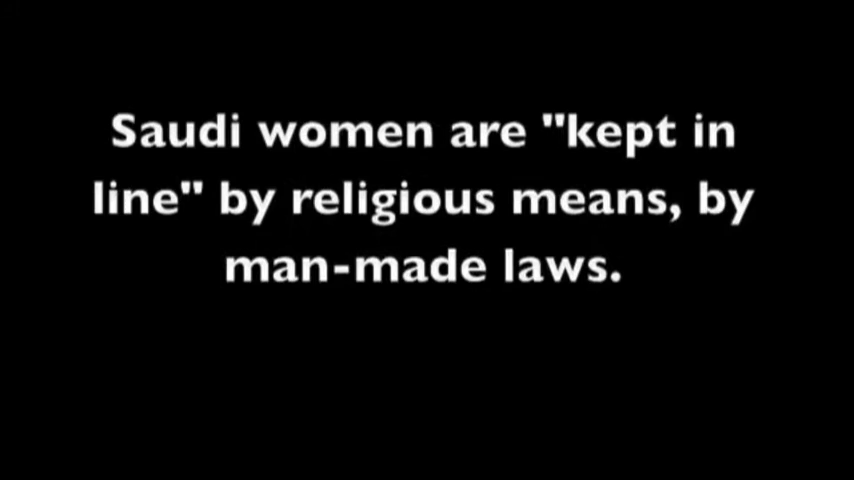 Saudi women are "kept in
line" by religious means, by
man-made laws.